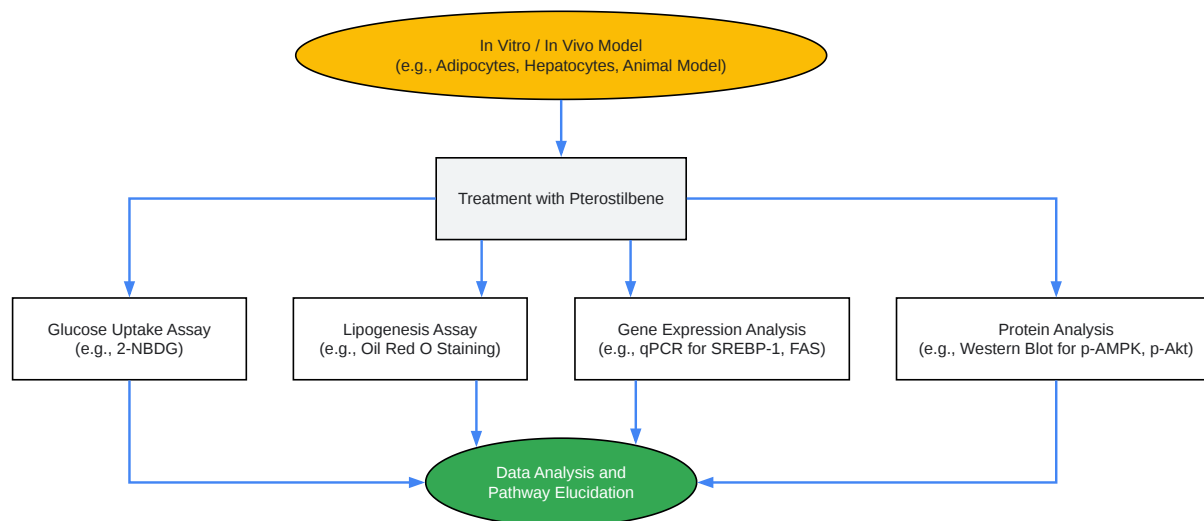 In Vitro / In Vivo Model
(e.g., Adipocytes, Hepatocytes, Animal Model)
Treatment with Pterostilbene
Glucose Uptake Assay
(e.g., 2-NBDG)
Lipogenesis Assay
(e.g., Oil Red O Staining)
Gene Expression Analysis
(e.g., qPCR for SREBP-1, FAS)
Protein Analysis
(e.g., Western Blot for p-AMPK, p-Akt)
Data Analysis and
Pathway Elucidation